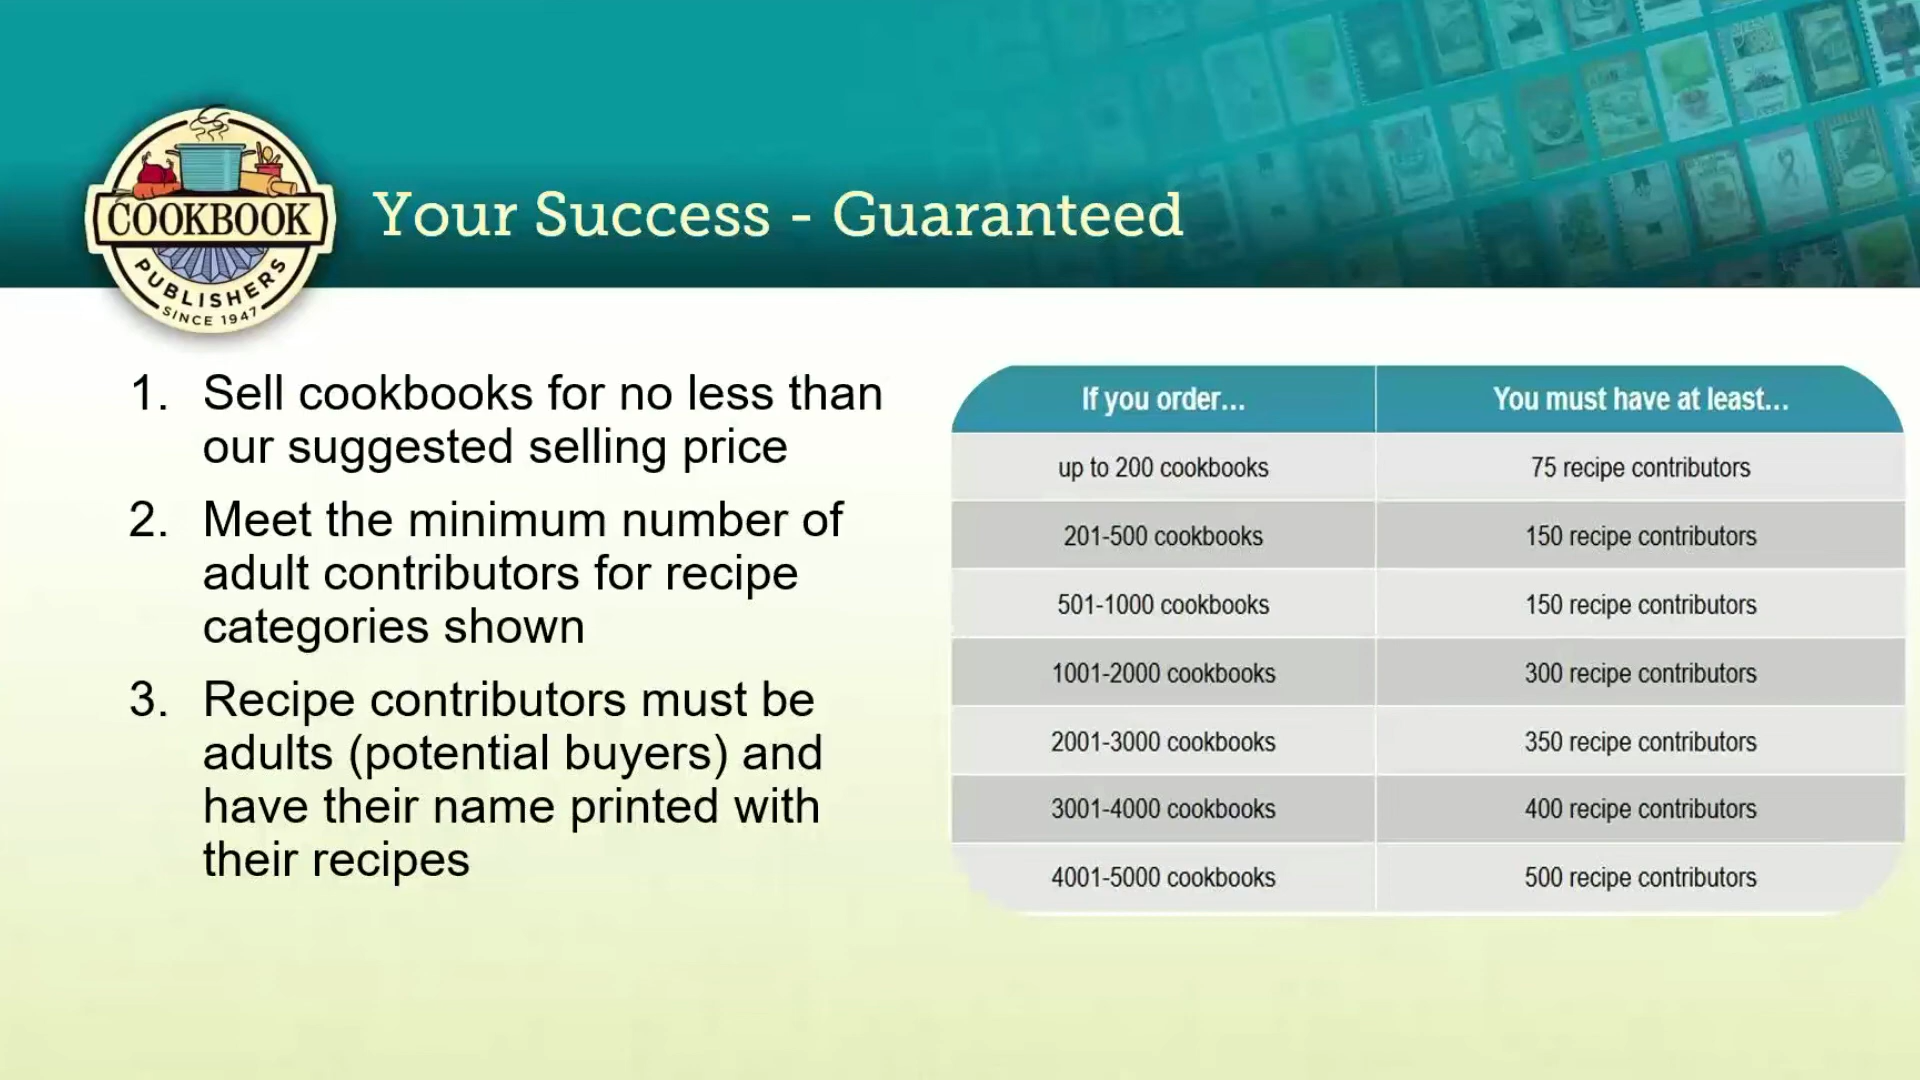 COOKBOOK
PUBLISHERS
SINCE 1947
Your Success - Guaranteed
1. Sell cookbooks for no less than
our suggested selling price
2. Meet the minimum number of
adult contributors for recipe
categories shown
3. Recipe contributors must be
adults (potential buyers) and
have their name printed with
their recipes
If you order... You must have at least...
up to 200 cookbooks 75 recipe contributors
201-500 cookbooks 150 recipe contributors
501-1000 cookbooks 150 recipe contributors
1001-2000 cookbooks 300 recipe contributors
2001-3000 cookbooks 350 recipe contributors
3001-4000 cookbooks 400 recipe contributors
4001-5000 cookbooks 500 recipe contributors